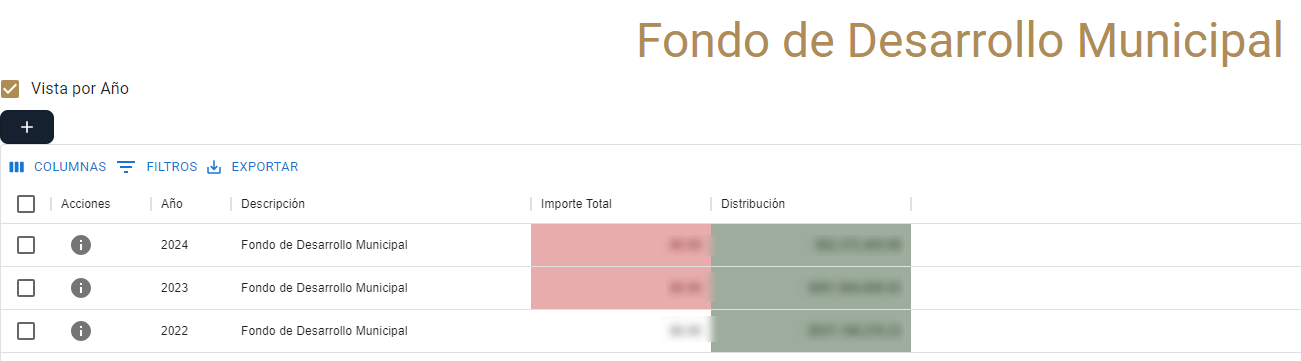 Fondo de Desarrollo Municipal
Vista por Año
+
COLUMNAS FILTROS EXPORTAR
Acciones Año Descripción Importe Total Distribución
2024 Fondo de Desarrollo Municipal
2023 Fondo de Desarrollo Municipal
2022 Fondo de Desarrollo Municipal